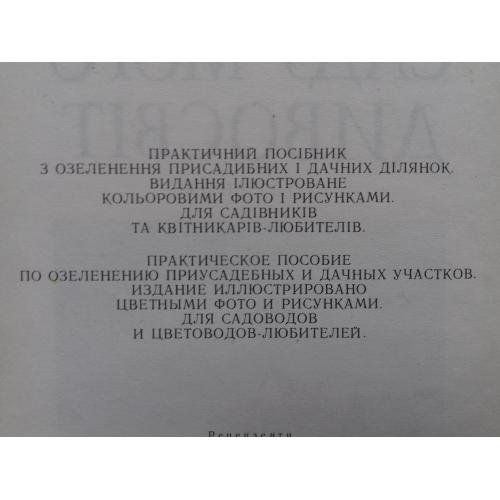 ПРАКТИЧНИЙ ПОСІБНИК
З ОЗЕЛЕНЕННЯ ПРИСАДИБНИХ І ДАЧНИХ ДІЛЯНОК.
ВИДАННЯ ІЛЮСТРОВАНЕ
КОЛЬОРОВИМИ ФОТО І РИСУНКАМИ.
ДЛЯ САДІВНИКІВ
ТА КВІТНИКАРІВ-ЛЮБИТЕЛІВ.
ПРАКТИЧЕСКОЕ ПОСОБИЕ
ПО ОЗЕЛЕНЕНИЮ ПРИУСАДЕБНЫХ И ДАЧНЫХ УЧАСТКОВ.
ИЗДАНИЕ ИЛЛЮСТРИРОВАНО
ЦВЕТНЫМИ ФОТО И РИСУНКАМИ.
ДЛЯ САДОВОДОВ
И ЦВЕТОВОДОВ-ЛЮБИТЕЛЕЙ.
Рецензенти